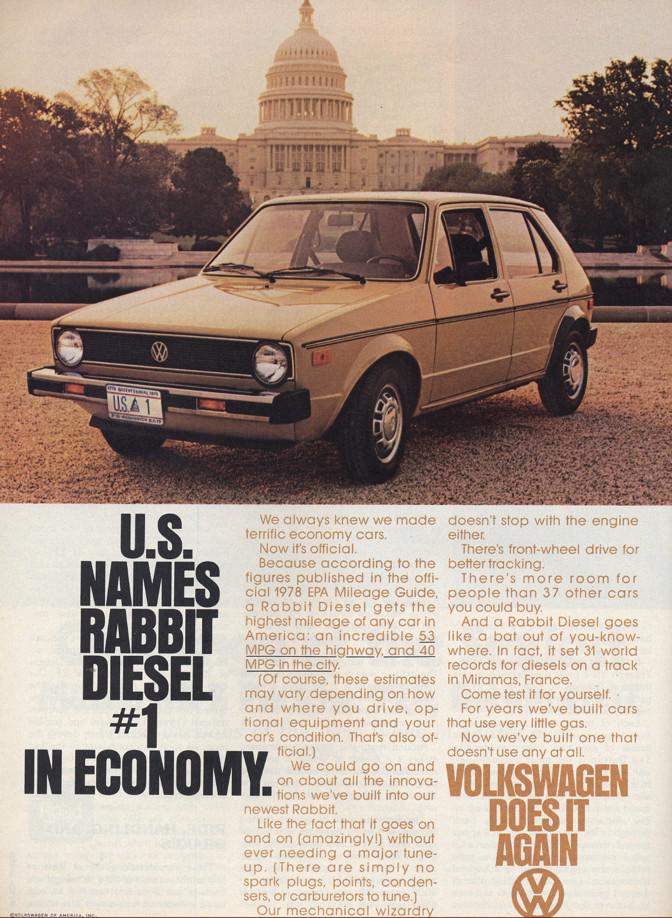 U.S. 1
U.S.
NAMES
RABBIT
DIESEL
#1
IN ECONOMY.
We always knew we made
terrific economy cars.
Now it's official.
Because according to the
figures published in the offi-
cial 1978 EPA Mileage Guide,
a Rabbit Diesel gets the
highest mileage of any car in
America: an incredible 53
MPG on the highway, and 40
MPG in the city.
(Of course, these estimates
may vary depending on how
and where you drive, op-
tional equipment and your
car's condition. That's also of-
ficial.)
We could go on and
on about all the innova-
tions we've built into our
newest Rabbit.
Like the fact that it goes on
and on (amazingly!) without
ever needing a major tune-
up. (There are simply no
spark plugs, points, conden-
sers, or carburetors to tune.)
Our mechanical wizardry
doesn't stop with the engine
either.
There's front-wheel drive for
better tracking.
There's more room for
people than 37 other cars
you could buy.
And a Rabbit Diesel goes
like a bat out of you-know-
where. In fact, it set 31 world
records for diesels on a track
in Miramas, France.
Come test it for yourself.
For years we've built cars
that use very little gas.
Now we've built one that
doesn't use any at all.
VOLKSWAGEN
DOES IT
AGAIN
©VOLKSWAGEN OF AMERICA, INC.